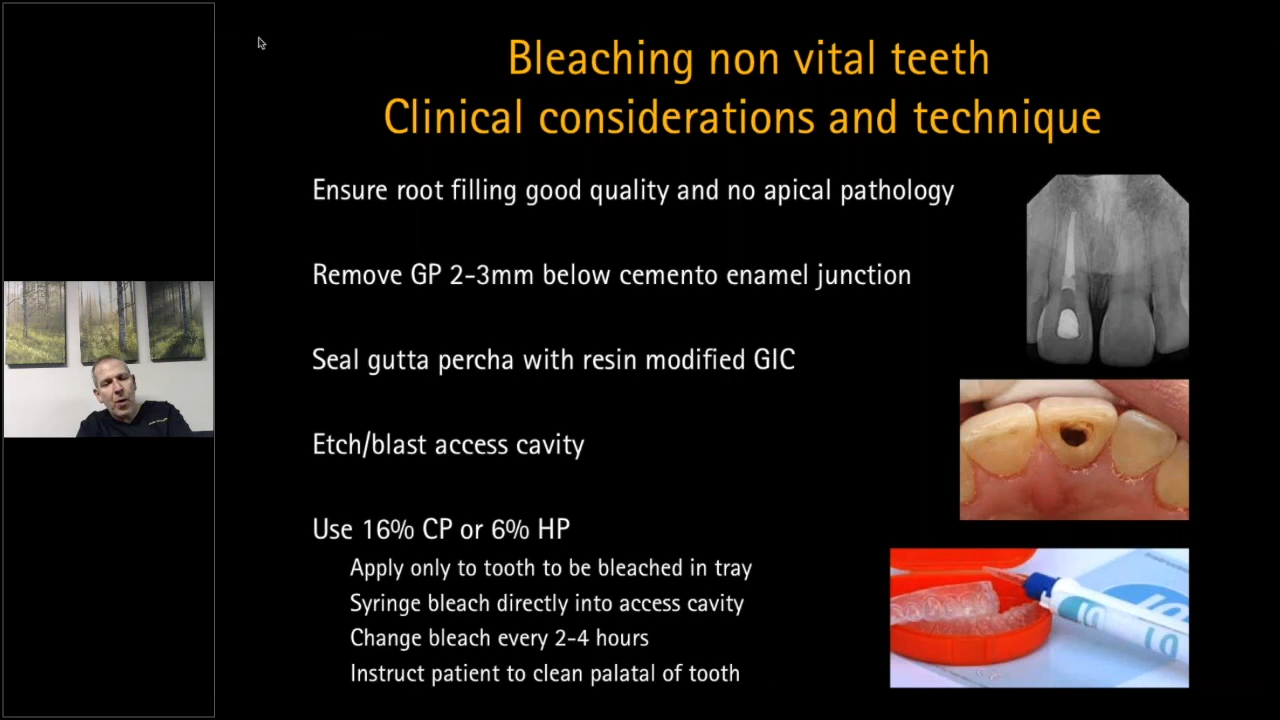 Bleaching non vital teeth
Clinical considerations and technique
Ensure root filling good quality and no apical pathology
Remove GP 2-3mm below cemento enamel junction
Seal gutta percha with resin modified GIC
Etch/blast access cavity
Use 16% CP or 6% HP
Apply only to tooth to be bleached in tray
Syringe bleach directly into access cavity
Change bleach every 2-4 hours
Instruct patient to clean palatal of tooth